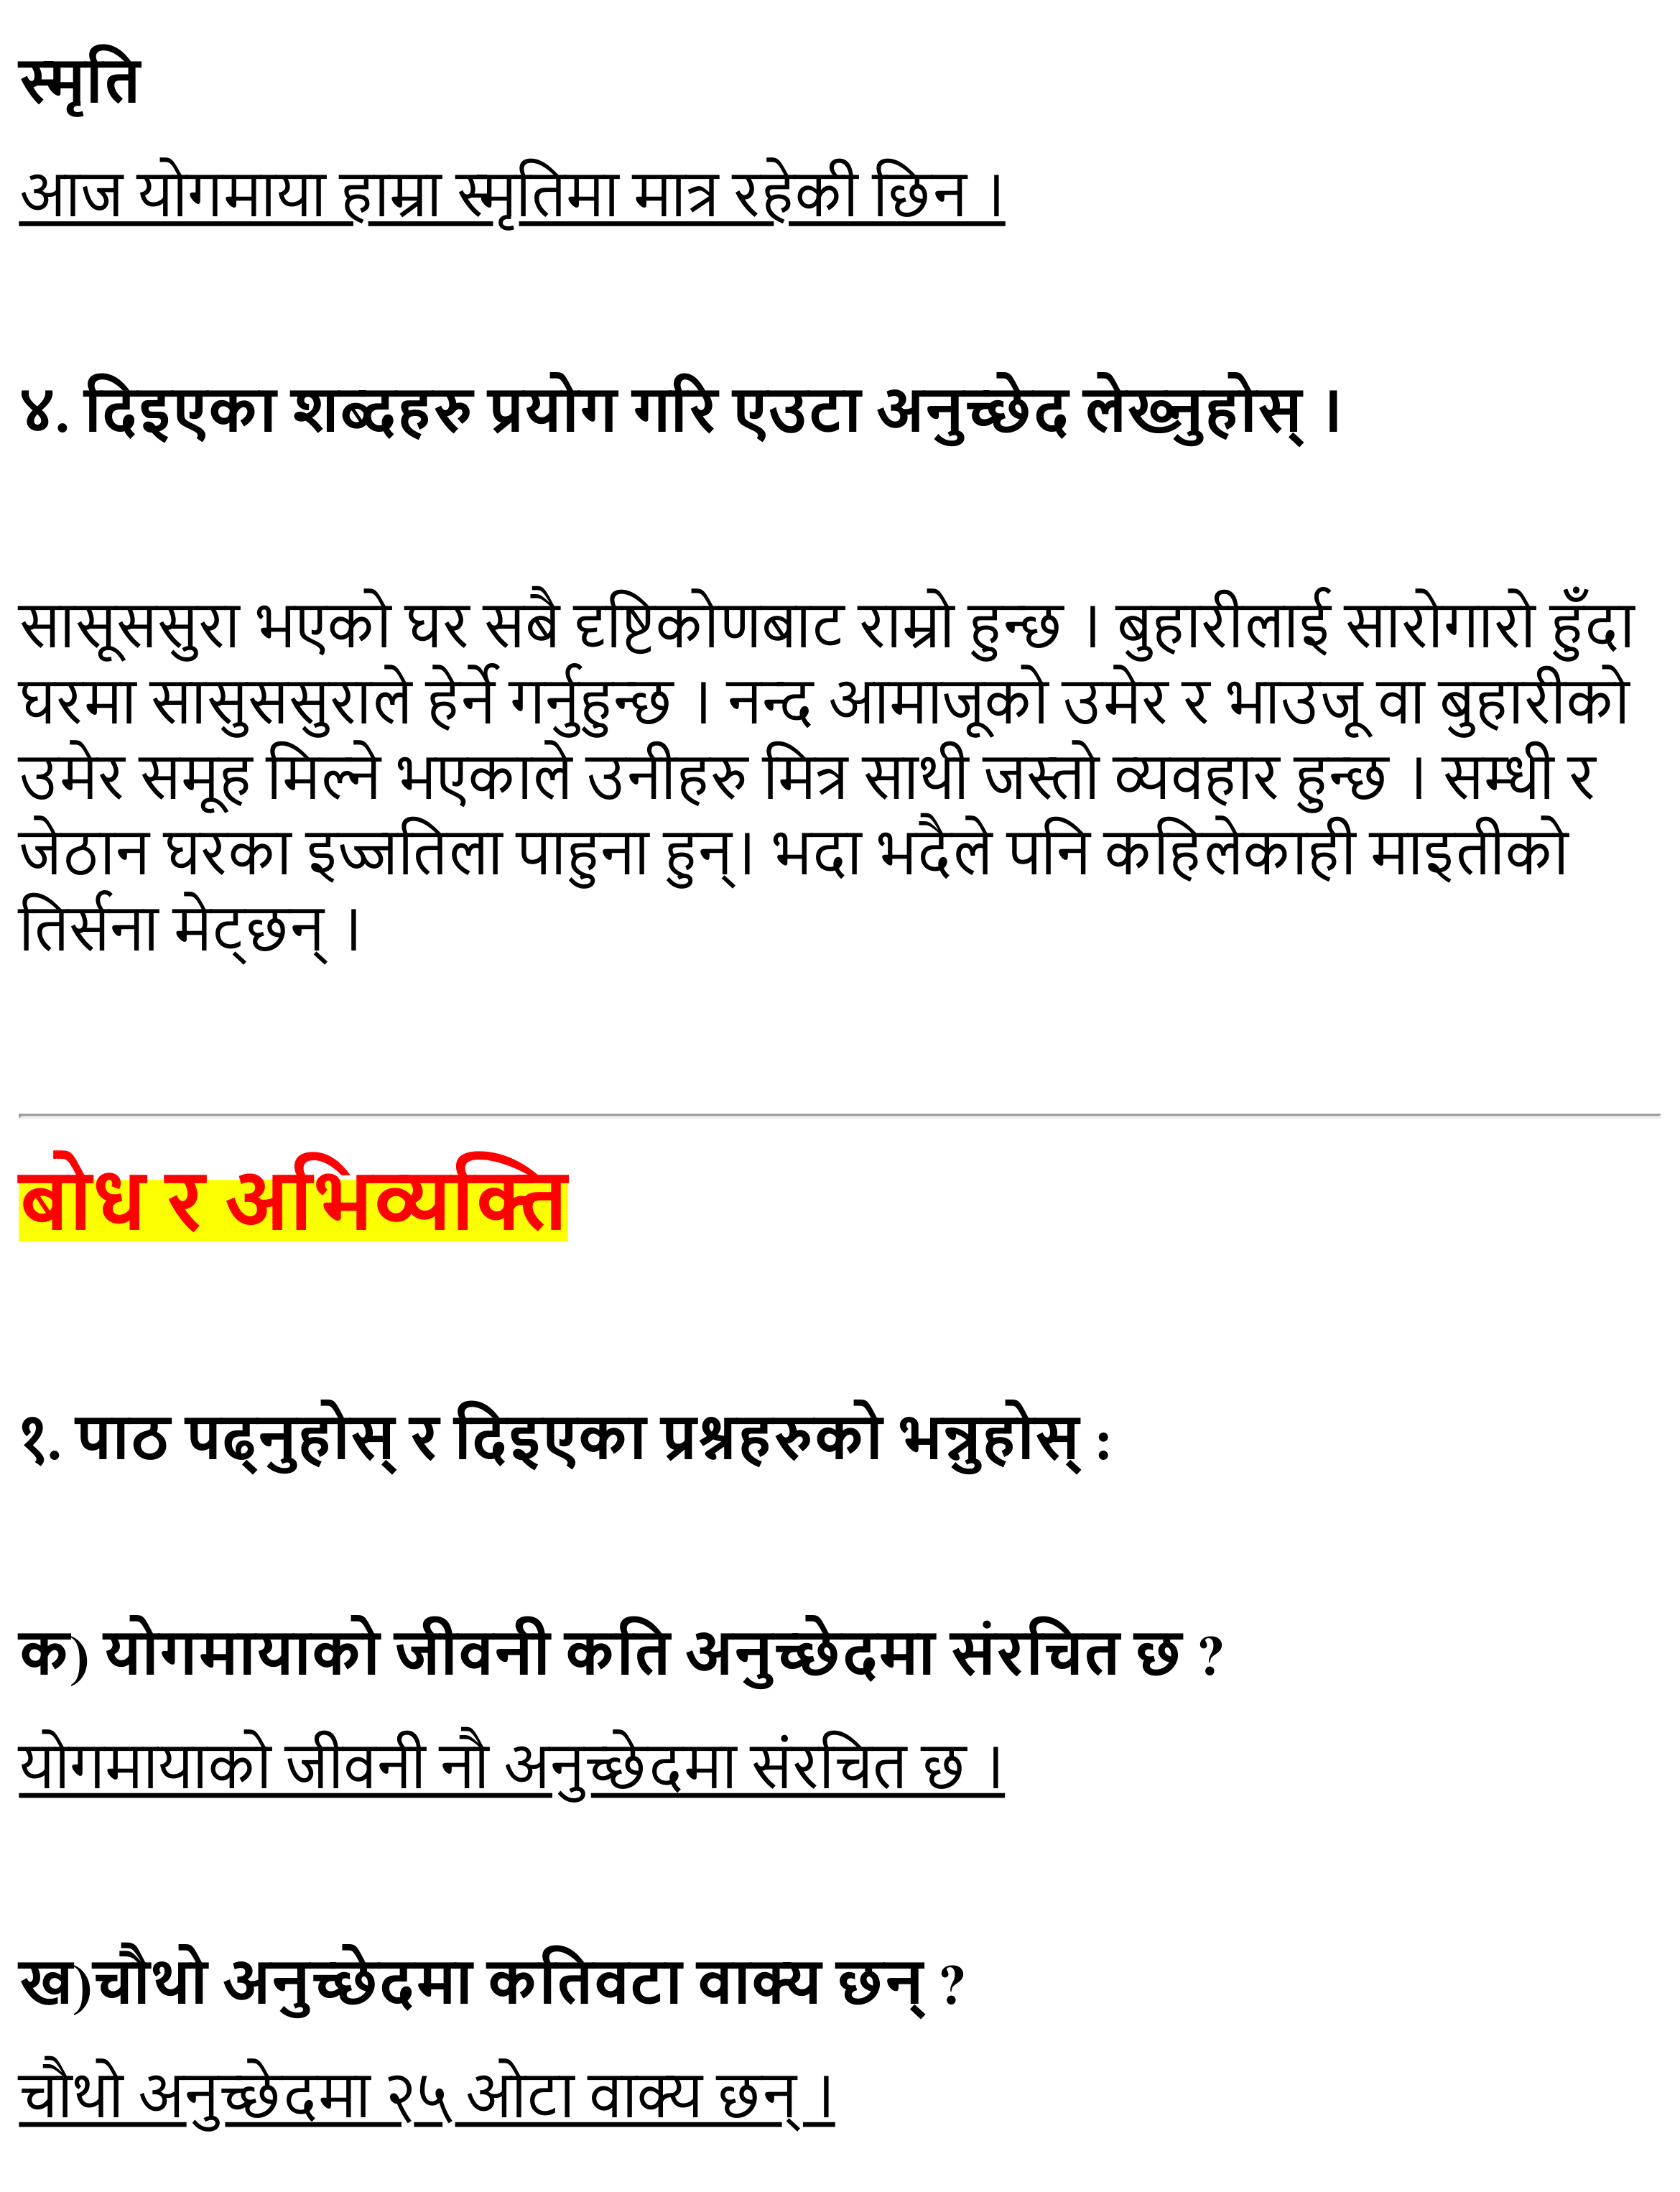 स्मृति
आज योगमाया हाम्रा स्मृतिमा मात्र रहेकी छिन ।
४. दिइएका शब्दहरु प्रयोग गरि एउटा अनुच्छेद लेख्नुहोस् ।
सासूससुरा भएको घर सबै दृष्टिकोणबाट राम्रो हुन्छ । बुहारीलाई सारोगारो हुँदा
घरमा सासुससुराले हेर्ने गर्नुहुन्छ । नन्द आमाजूको उमेर र भाउजू वा बुहारीको
उमेर समूह मिल्ने भएकाले उनीहरु मित्र साथी जस्तो व्यवहार हुन्छ । सम्धी र
जेठान घरका इज्जतिला पाहुना हुन्। भदा भदैले पनि कहिलेकाही माइतीको
तिर्सना मेट्छन् ।
बोध र अभिव्यक्ति
१. पाठ पढ्नुहोस् र दिइएका प्रश्नहरुको भन्नुहोस् :
क) योगमायाको जीवनी कति अनुच्छेदमा संरचित छ ?
योगमायाको जीवनी नौ अनुच्छेदमा संरचित छ ।
ख)चौथो अनुच्छेदमा कतिवटा वाक्य छन् ?
चौथो अनुच्छेदमा २५ ओटा वाक्य छन् ।